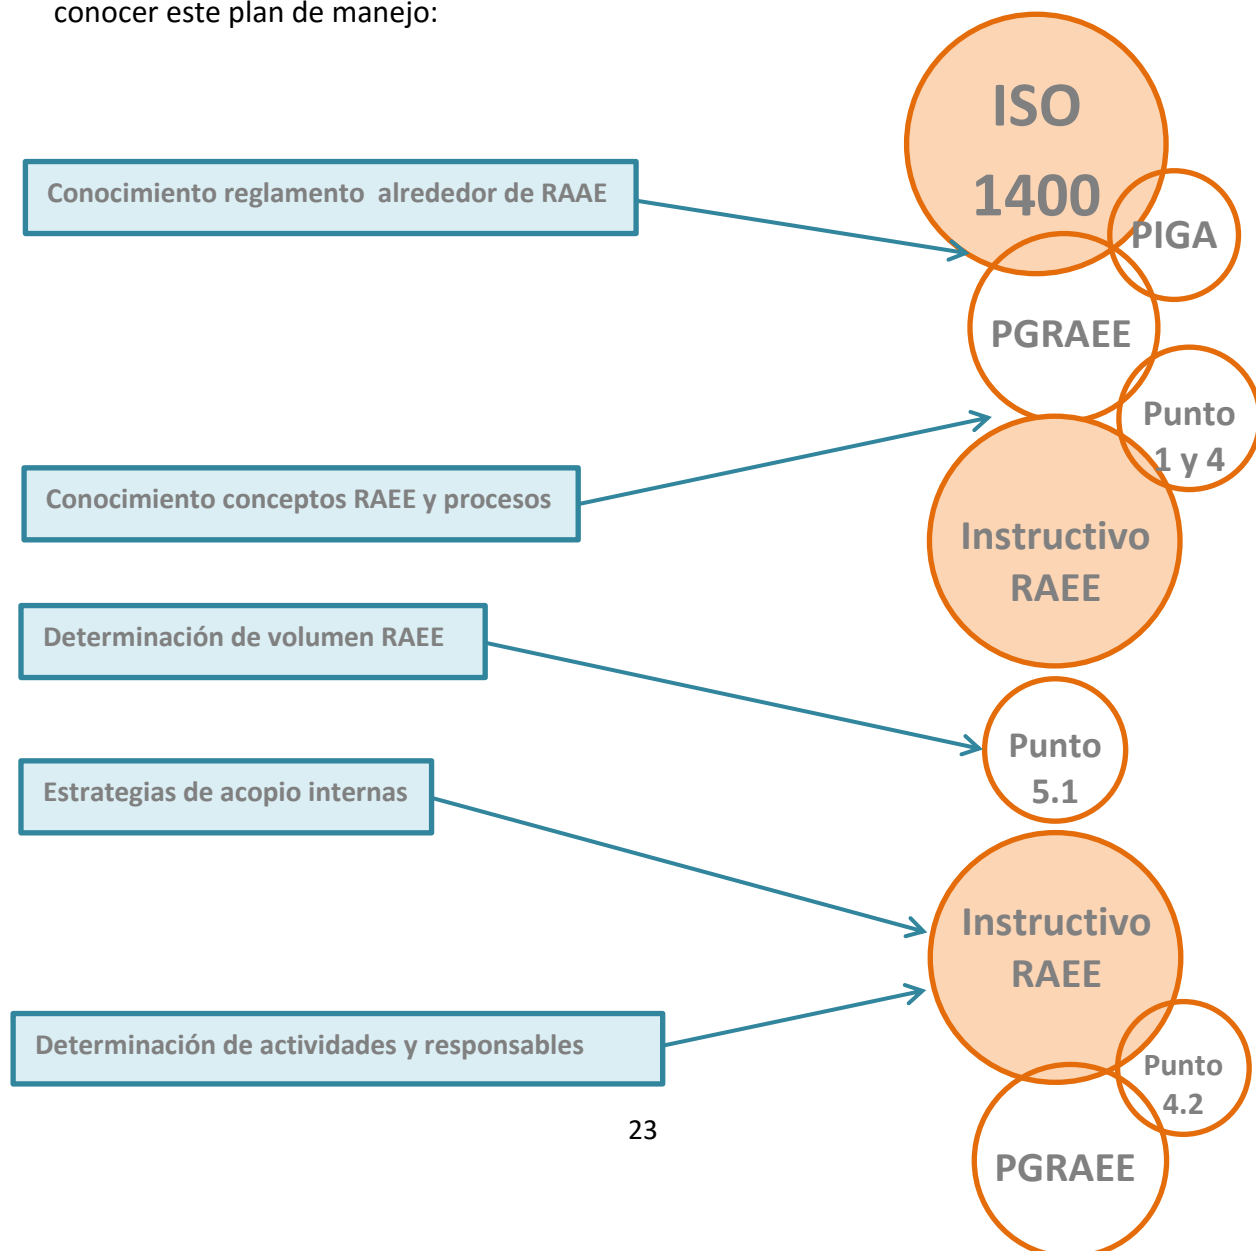 conocer este plan de manejo:
ISO
1400
Conocimiento reglamento alrededor de RAAE
PIGA
PGRAEE
Punto
1 y 4
Conocimiento conceptos RAEE y procesos
Instructivo
RAEE
Determinación de volumen RAEE
Punto
5.1
Estrategias de acopio internas
Instructivo
RAEE
Determinación de actividades y responsables
Punto
4.2
23
PGRAEE